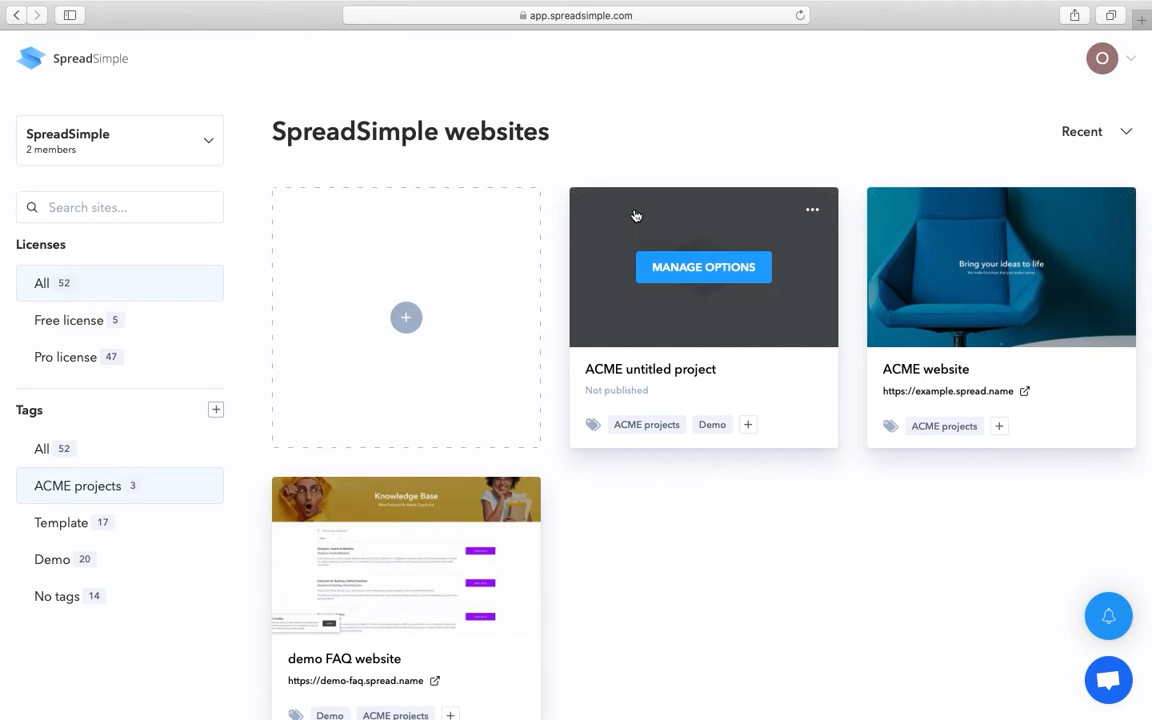 app.spreadsimple.com
SpreadSimple
O
SpreadSimple
2 members
Search sites...
Licenses
All 52
Free license 5
Pro license 47
Tags
All 52
ACME projects 3
Template 17
Demo 20
No tags 14
SpreadSimple websites
Recent
MANAGE OPTIONS
ACME untitled project
Not published
ACME projects Demo
Bring your ideas to life
ACME website
https://example.spread.name
ACME projects
Knowledge Base
demo FAQ website
https://demo-faq.spread.name
Demo ACME projects